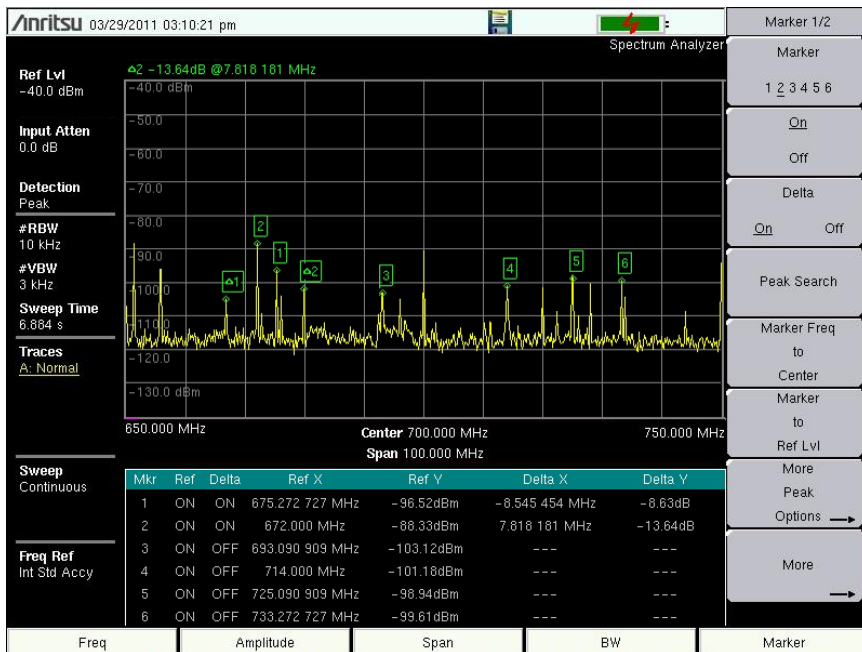 Anritsu 03/29/2011 03:10:21 pm
Spectrum Analyzer
Ref Lvl
-40.0 dBm
Input Atten
0.0 dB
Detection
Peak
#RBW
10 kHz
#VBW
3 kHz
Sweep Time
6.884 s
Traces
A: Normal
Sweep
Continuous
Freq Ref
Int Std Accy
△2 -13.64dB @7.818 181 MHz
-40.0 dBm
-50.0
-60.0
-70.0
-80.0
-90.0
-100.0
-110.0
-120.0
-130.0 dBm
△1
2
1
△2
3
4
5
6
650.000 MHz
Center 700.000 MHz
750.000 MHz
Span 100.000 MHz
Mkr Ref Delta Ref X Ref Y Delta X Delta Y
1 ON ON 675.272 727 MHz -96.52dBm -8.545 454 MHz -8.63dB
2 ON ON 672.000 MHz -88.33dBm 7.818 181 MHz -13.64dB
3 ON OFF 693.090 909 MHz -103.12dBm --- ---
4 ON OFF 714.000 MHz -101.18dBm --- ---
5 ON OFF 725.090 909 MHz -98.94dBm --- ---
6 ON OFF 733.272 727 MHz -99.61dBm --- ---
Marker 1/2
Marker
1 2 3 4 5 6
On
Off
Delta
On Off
Peak Search
Marker Freq
to
Center
Marker
to
Ref Lvl
More
Peak
Options
More
Freq
Amplitude
Span
BW
Marker